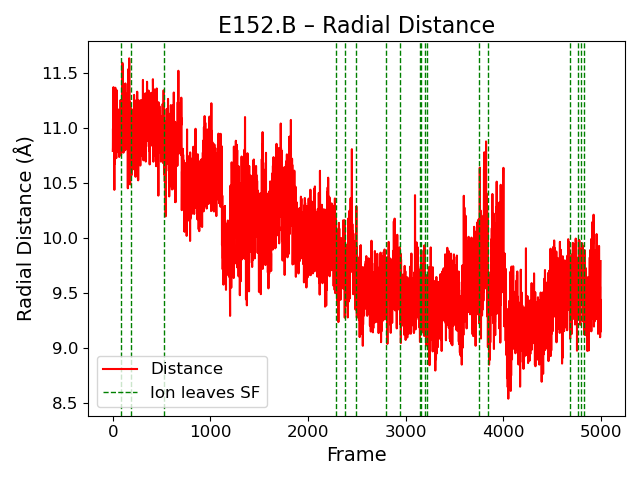 E152.B – Radial Distance
Radial Distance (Å)
11.5
11.0
10.5
10.0
9.5
9.0
8.5
Distance
Ion leaves SF
0
1000
2000
3000
4000
5000
Frame